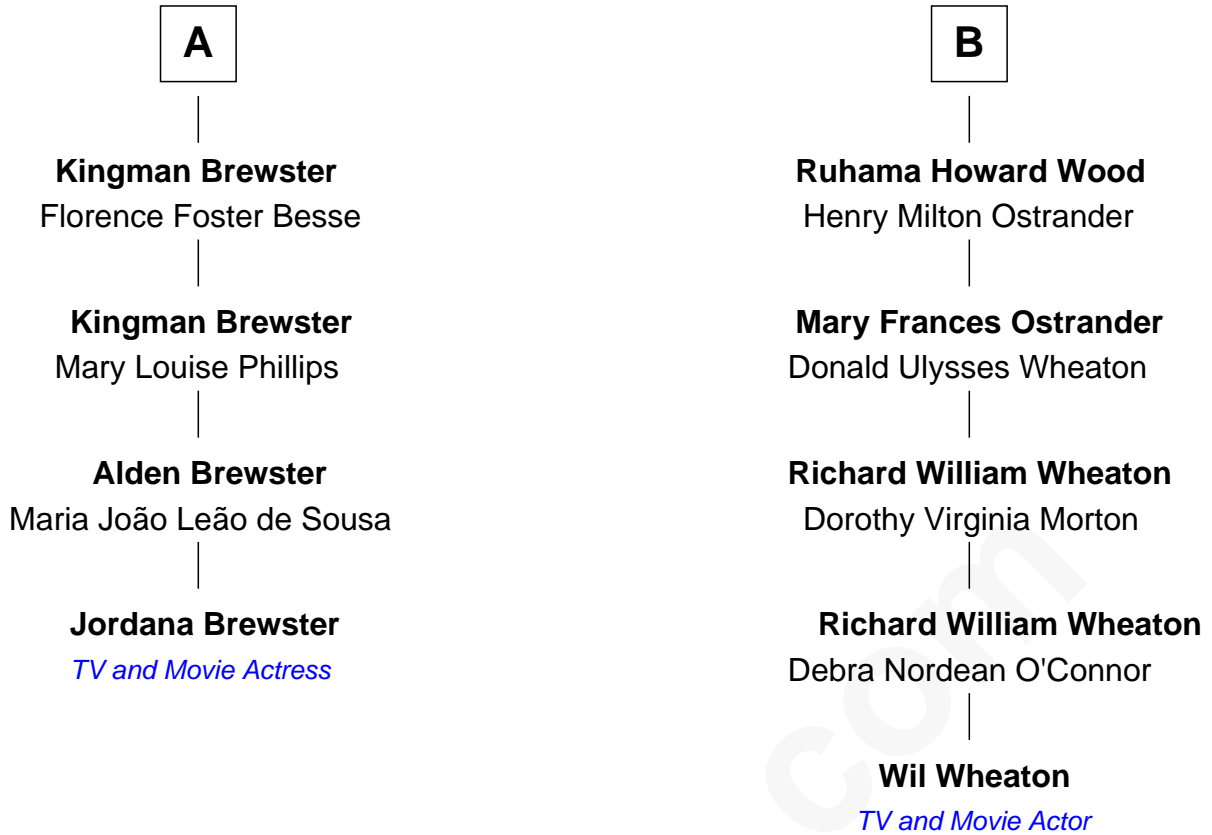 A
Kingman Brewster
Florence Foster Besse
Kingman Brewster
Mary Louise Phillips
Alden Brewster
Maria João Leão de Sousa
Jordana Brewster
TV and Movie Actress
B
Ruhama Howard Wood
Henry Milton Ostrander
Mary Frances Ostrander
Donald Ulysses Wheaton
Richard William Wheaton
Dorothy Virginia Morton
Richard William Wheaton
Debra Nordean O'Connor
Wil Wheaton
TV and Movie Actor
com